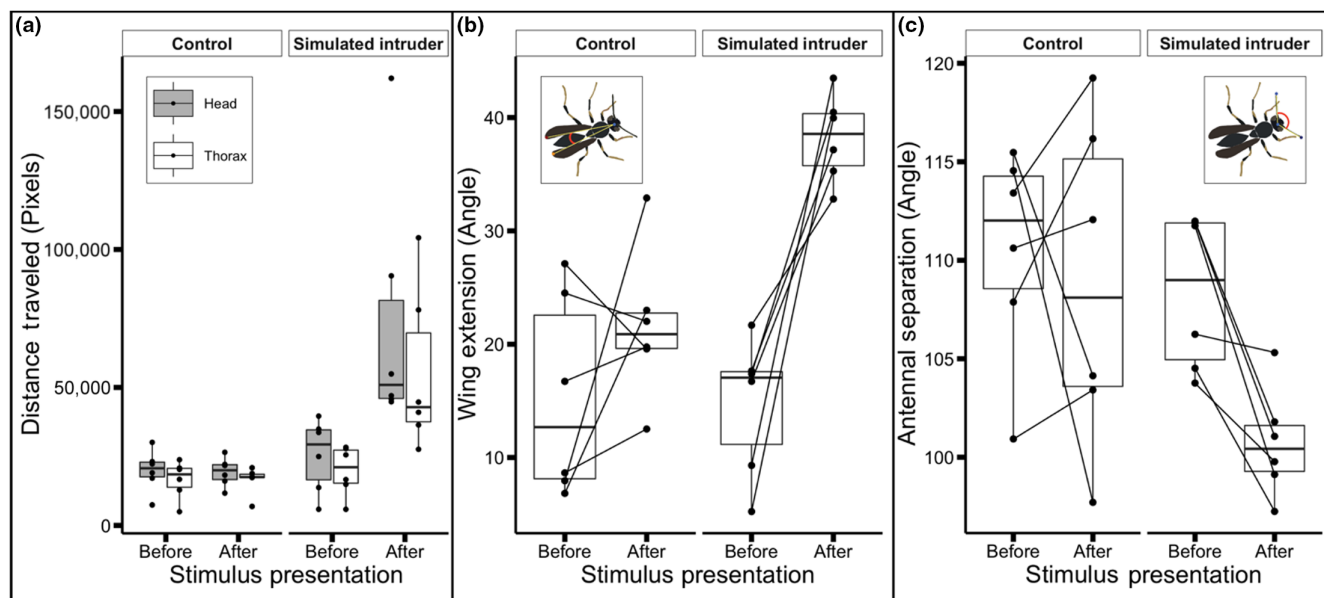 (a)
Control
Simulated intruder
Head
Thorax
150,000
100,000
50,000
0
Distance traveled (Pixels)
Before
After
Before
After
Stimulus presentation
(b)
Control
Simulated intruder
40
30
20
10
Wing extension (Angle)
Before
After
Before
After
Stimulus presentation
(c)
Control
Simulated intruder
120
115
110
105
100
Antennal separation (Angle)
Before
After
Before
After
Stimulus presentation